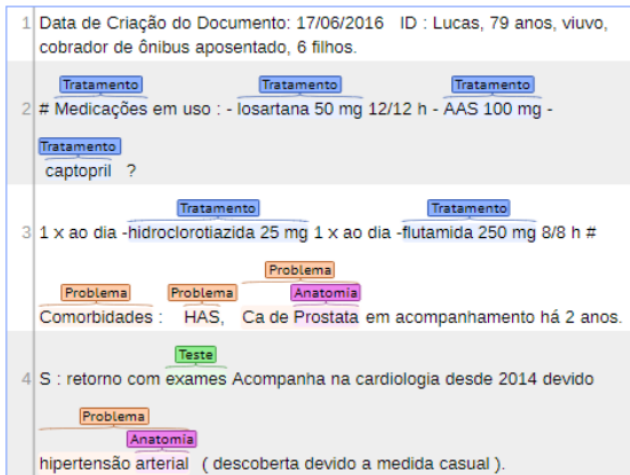 1 Data de Criação do Documento: 17/06/2016 ID : Lucas, 79 anos, viuvo,
cobrador de ônibus aposentado, 6 filhos.
Tratamento Tratamento Tratamento
2 # Medicações em uso : - losartana 50 mg 12/12 h - AAS 100 mg -
Tratamento
captopril ?
Tratamento Tratamento
3 1 x ao dia -hidroclorotiazida 25 mg 1 x ao dia -flutamida 250 mg 8/8 h #
Problema
Problema Problema Anatomia
Comorbidades : HAS, Ca de Prostata em acompanhamento há 2 anos.
Teste
4 S : retorno com exames Acompanha na cardiologia desde 2014 devido
Problema
Anatomia
hipertensão arterial ( descoberta devido a medida casual ).